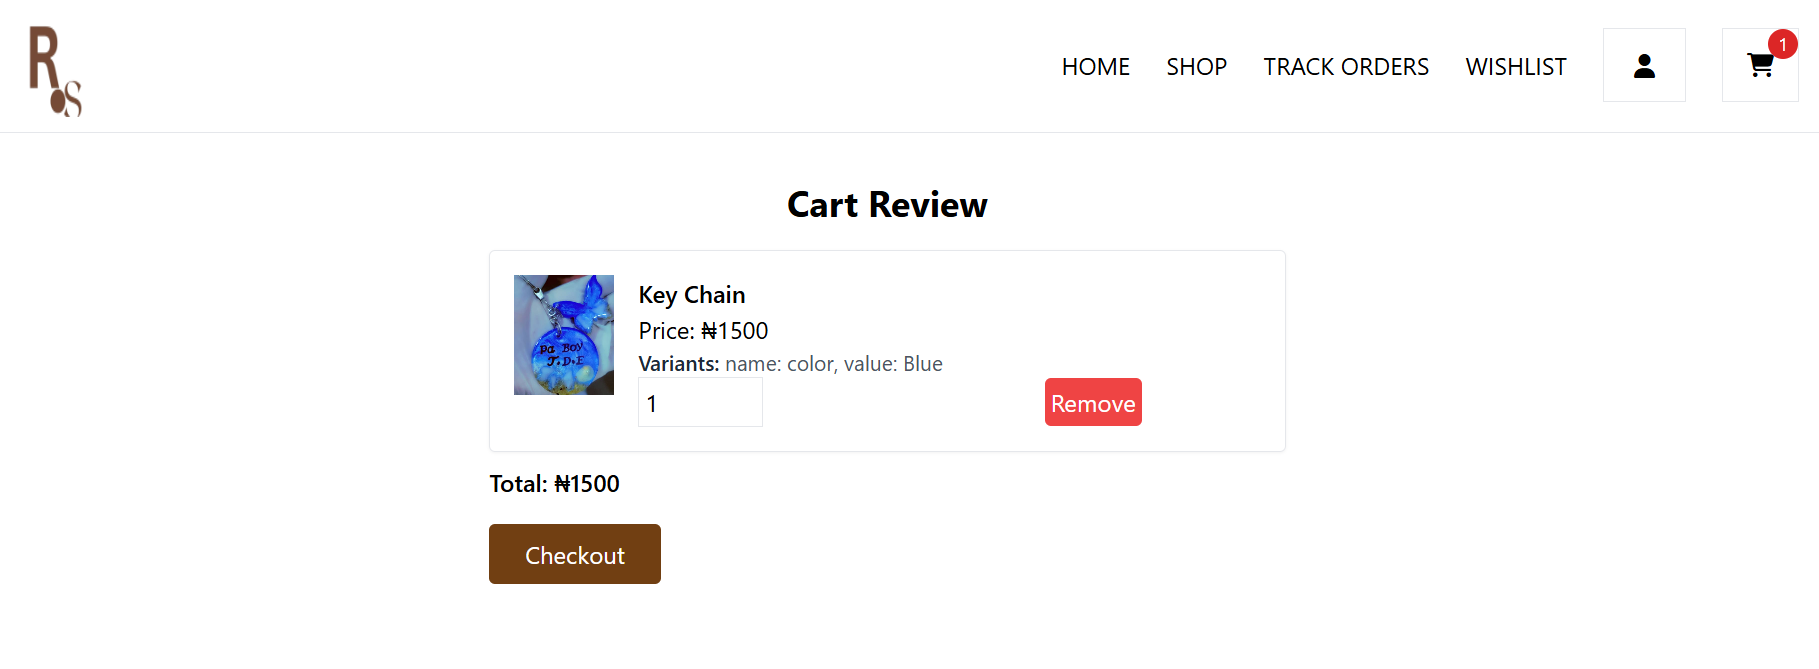 R
S
HOME SHOP TRACK ORDERS WISHLIST 1
Cart Review
Key Chain
Price: ₦1500
Variants: name: color, value: Blue
1 Remove
Pa Boy
J.D.E
Total: ₦1500
Checkout